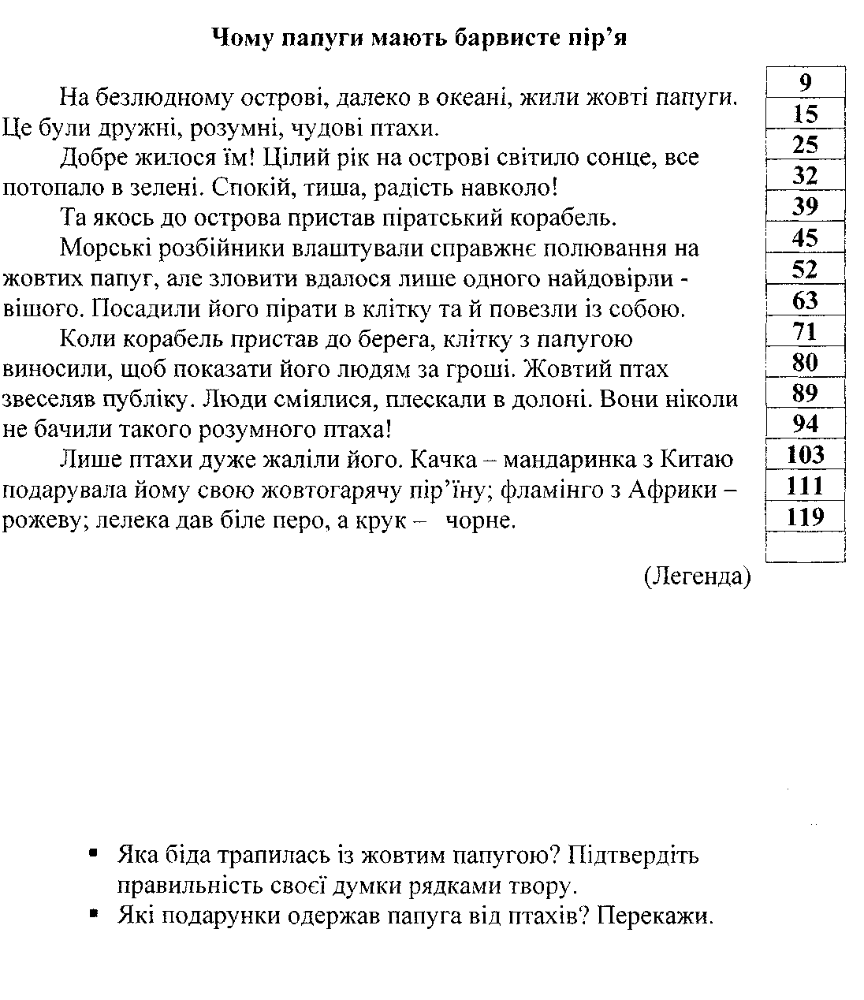 Чому папуги мають барвисте пір’я
На безлюдному острові, далеко в океані, жили жовті папуги. 9
Це були дружні, розумні, чудові птахи. 15
Добре жилося їм! Цілий рік на острові світило сонце, все 25
потопало в зелені. Спокій, тиша, радість навколо! 32
Та якось до острова пристав піратський корабель. 39
Морські розбійники влаштували справжнє полювання на 45
жовтих папуг, але зловити вдалося лише одного найдовірли - 52
вішого. Посадили його пірати в клітку та й повезли із собою. 63
Коли корабель пристав до берега, клітку з папугою 71
виносили, щоб показати його людям за гроші. Жовтий птах 80
звеселяв публіку. Люди сміялися, плескали в долоні. Вони ніколи 89
не бачили такого розумного птаха! 94
Лише птахи дуже жаліли його. Качка – мандаринка з Китаю 103
подарувала йому свою жовтогарячу пір’їну; фламінго з Африки – 111
рожеву; лелека дав біле перо, а крук – чорне. 119
(Легенда)
▪ Яка біда трапилась із жовтим папугою? Підтвердіть
правильність своєї думки рядками твору.
▪ Які подарунки одержав папуга від птахів? Перекажи.